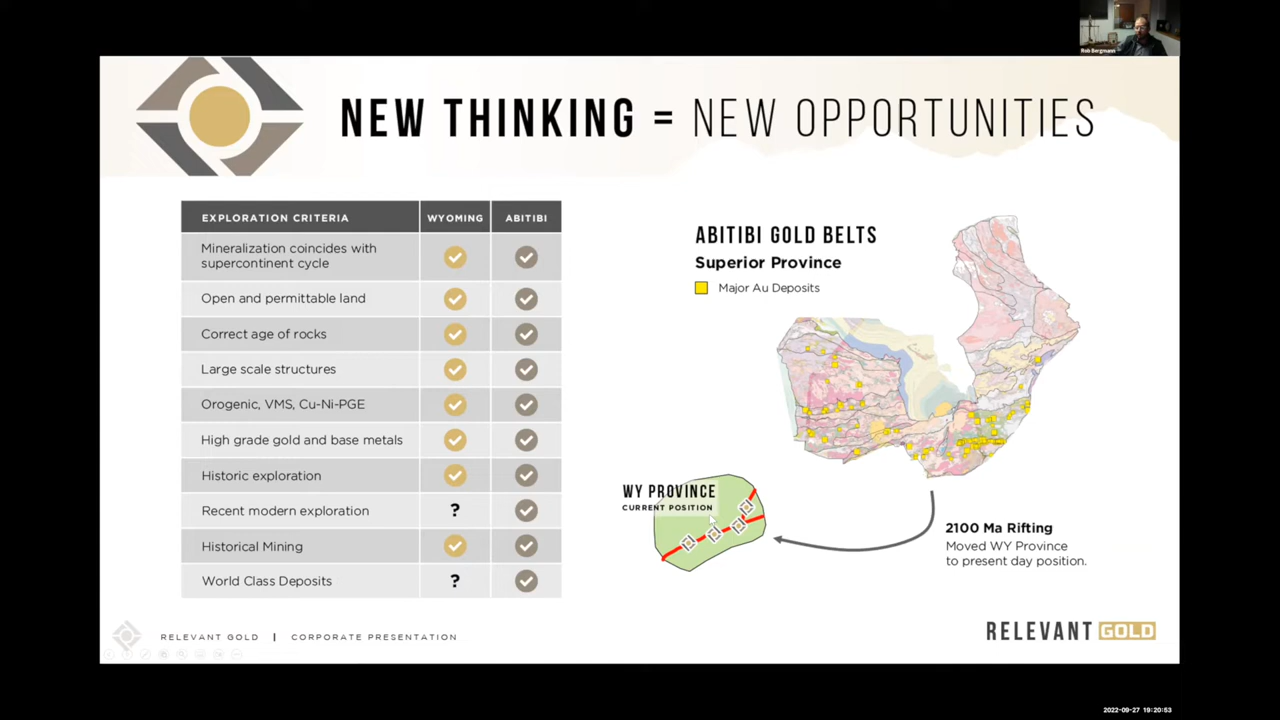 Rob Bergmann
NEW THINKING = NEW OPPORTUNITIES
EXPLORATION CRITERIA WYOMING ABITIBI
Mineralization coincides with
supercontinent cycle
Open and permittable land
Correct age of rocks
Large scale structures
Orogenic, VMS, Cu-Ni-PGE
High grade gold and base metals
Historic exploration
Recent modern exploration ?
Historical Mining
World Class Deposits ?
ABITIBI GOLD BELTS
Superior Province
Major Au Deposits
WY PROVINCE
CURRENT POSITION
2100 Ma Rifting
Moved WY Province
to present day position.
RELEVANT GOLD | CORPORATE PRESENTATION
RELEVANT GOLD
2022-09-27 19:20:53